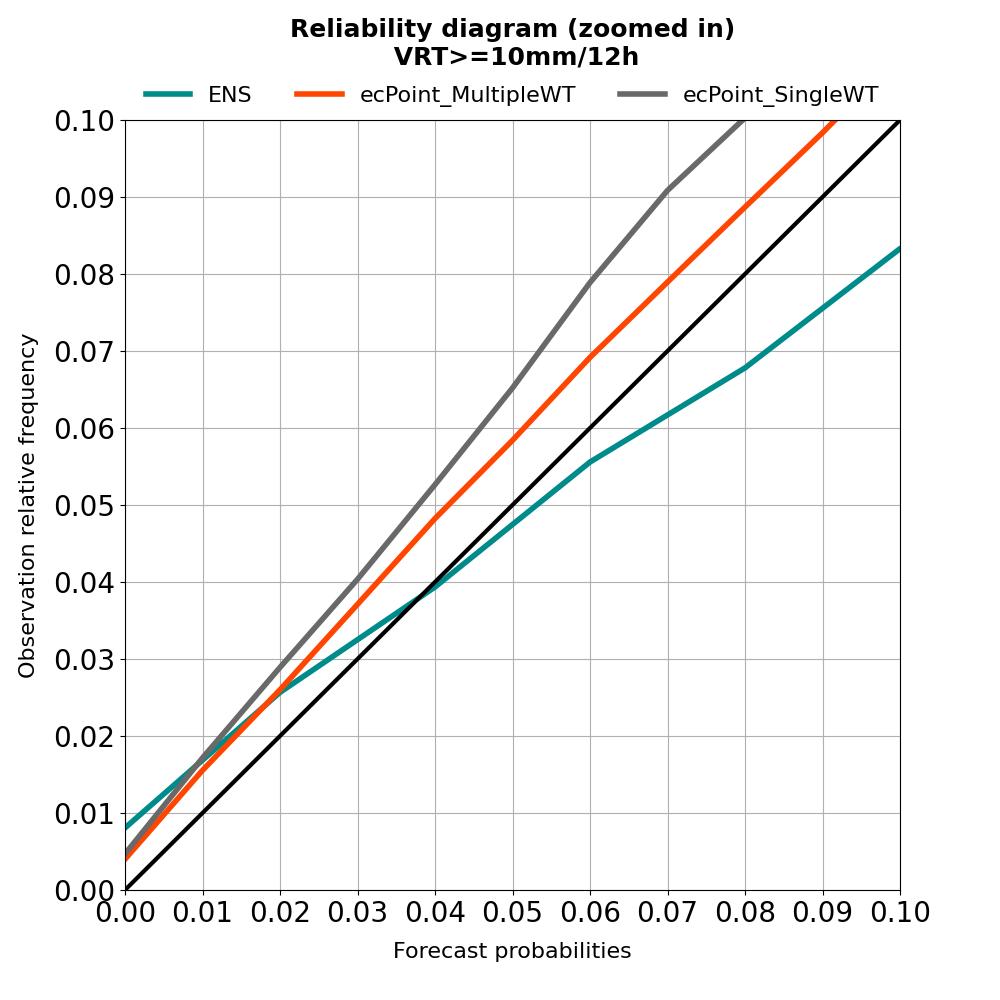 Reliability diagram (zoomed in)
VRT>=10mm/12h
ENS ecPoint_MultipleWT ecPoint_SingleWT
0.10
0.09
0.08
0.07
0.06
0.05
0.04
0.03
0.02
0.01
0.00
Observation relative frequency
0.00 0.01 0.02 0.03 0.04 0.05 0.06 0.07 0.08 0.09 0.10
Forecast probabilities